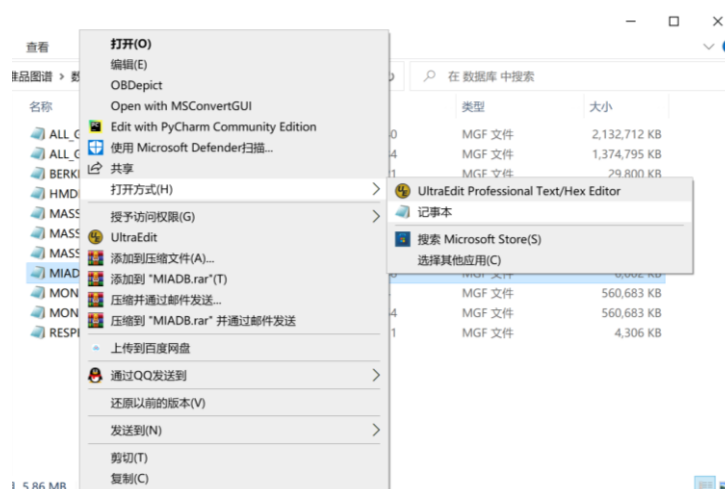 查看
打开(O)
编辑(E)
OBDepict
Open with MSConvertGUI
Edit with PyCharm Community Edition
使用 Microsoft Defender扫描...
共享
打开方式(H)
授予访问权限(G)
UltraEdit
添加到压缩文件(A)...
添加到 "MIADB.rar"(T)
压缩并通过邮件发送...
压缩到 "MIADB.rar" 并通过邮件发送
上传到百度网盘
通过QQ发送到
还原以前的版本(V)
发送到(N)
剪切(T)
复制(C)
UltraEdit Professional Text/Hex Editor
记事本
搜索 Microsoft Store(S)
选择其他应用(C)
品图谱 › 数
在 数据库 中搜索
名称 类型 大小
ALL_G MGF 文件 2,132,712 KB
ALL_G MGF 文件 1,374,795 KB
BERK MGF 文件 29,800 KB
HMD
MASS
MASS
MASS
MIAD MGF 文件
MON MGF 文件 560,683 KB
MON MGF 文件 560,683 KB
RESP MGF 文件 4,306 KB
5.86 MB